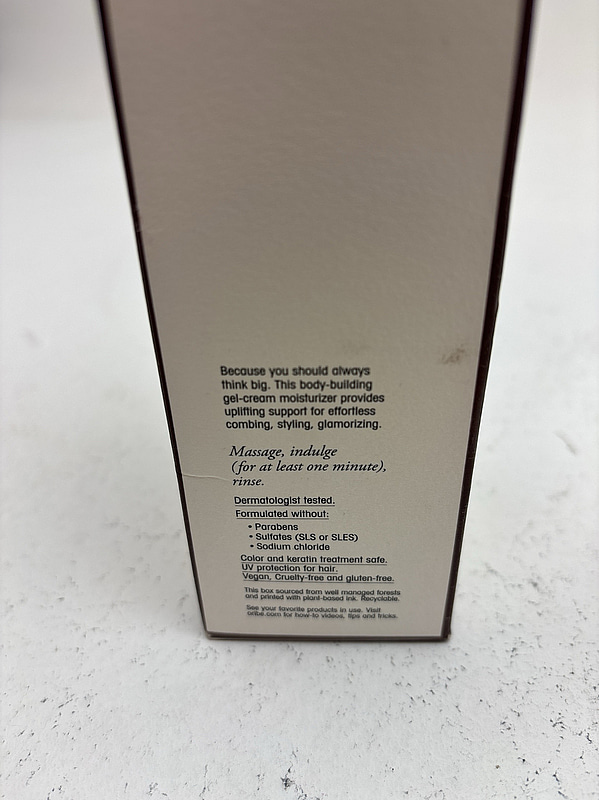 Because you should always
think big. This body-building
gel-cream moisturizer provides
uplifting support for effortless
combing, styling, glamorizing.
Massage, indulge
(for at least one minute),
rinse.
Dermatologist tested.
Formulated without:
• Parabens
• Sulfates (SLS or SLES)
• Sodium chloride
Color and keratin treatment safe.
UV protection for hair.
Vegan, Cruelty-free and gluten-free.
This box sourced from well managed forests
and printed with plant-based ink. Recyclable.
See your favorite products in use. Visit
oribe.com for how-to videos, tips and tricks.